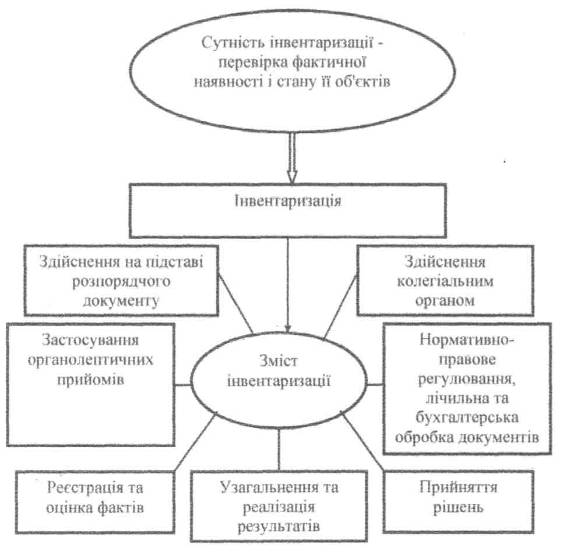 Сутність інвентаризації -
перевірка фактичної
наявності і стану її об'єктів
Інвентаризація
Здійснення на підставі
розпорядчого
документу
Здійснення
колегіальним
органом
Застосування
органолептичних
прийомів
Зміст
інвентаризації
Нормативно-
правове
регулювання,
лічильна та
бухгалтерська
обробка документів
Реєстрація та
оцінка фактів
Узагальнення та
реалізація
результатів
Прийняття
рішень